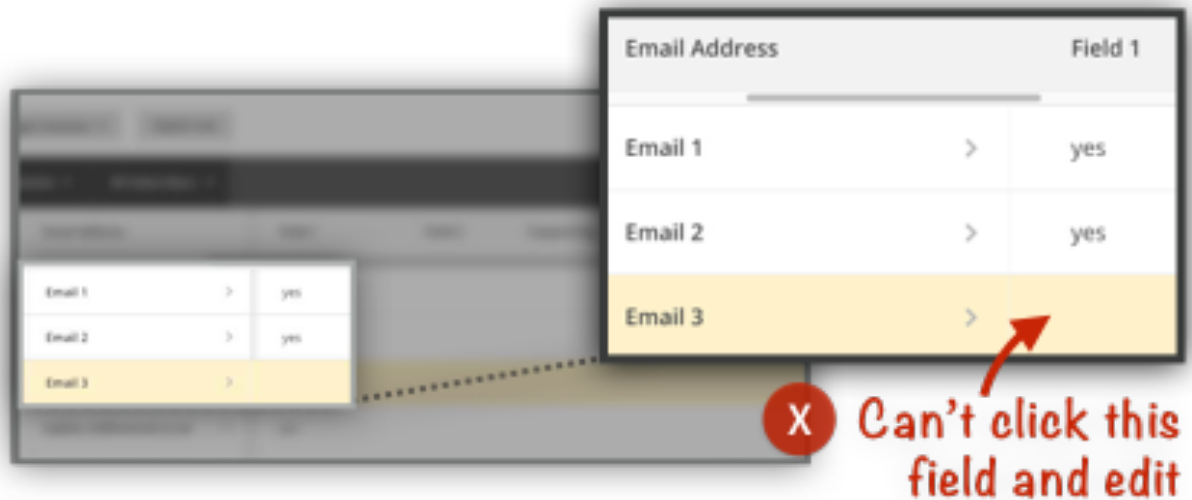 Email Address Field 1
Email 1 > yes
Email 2 > yes
Email 3 >
Email 1 > yes
Email 2 > yes
Email 3 >
X Can't click this
field and edit